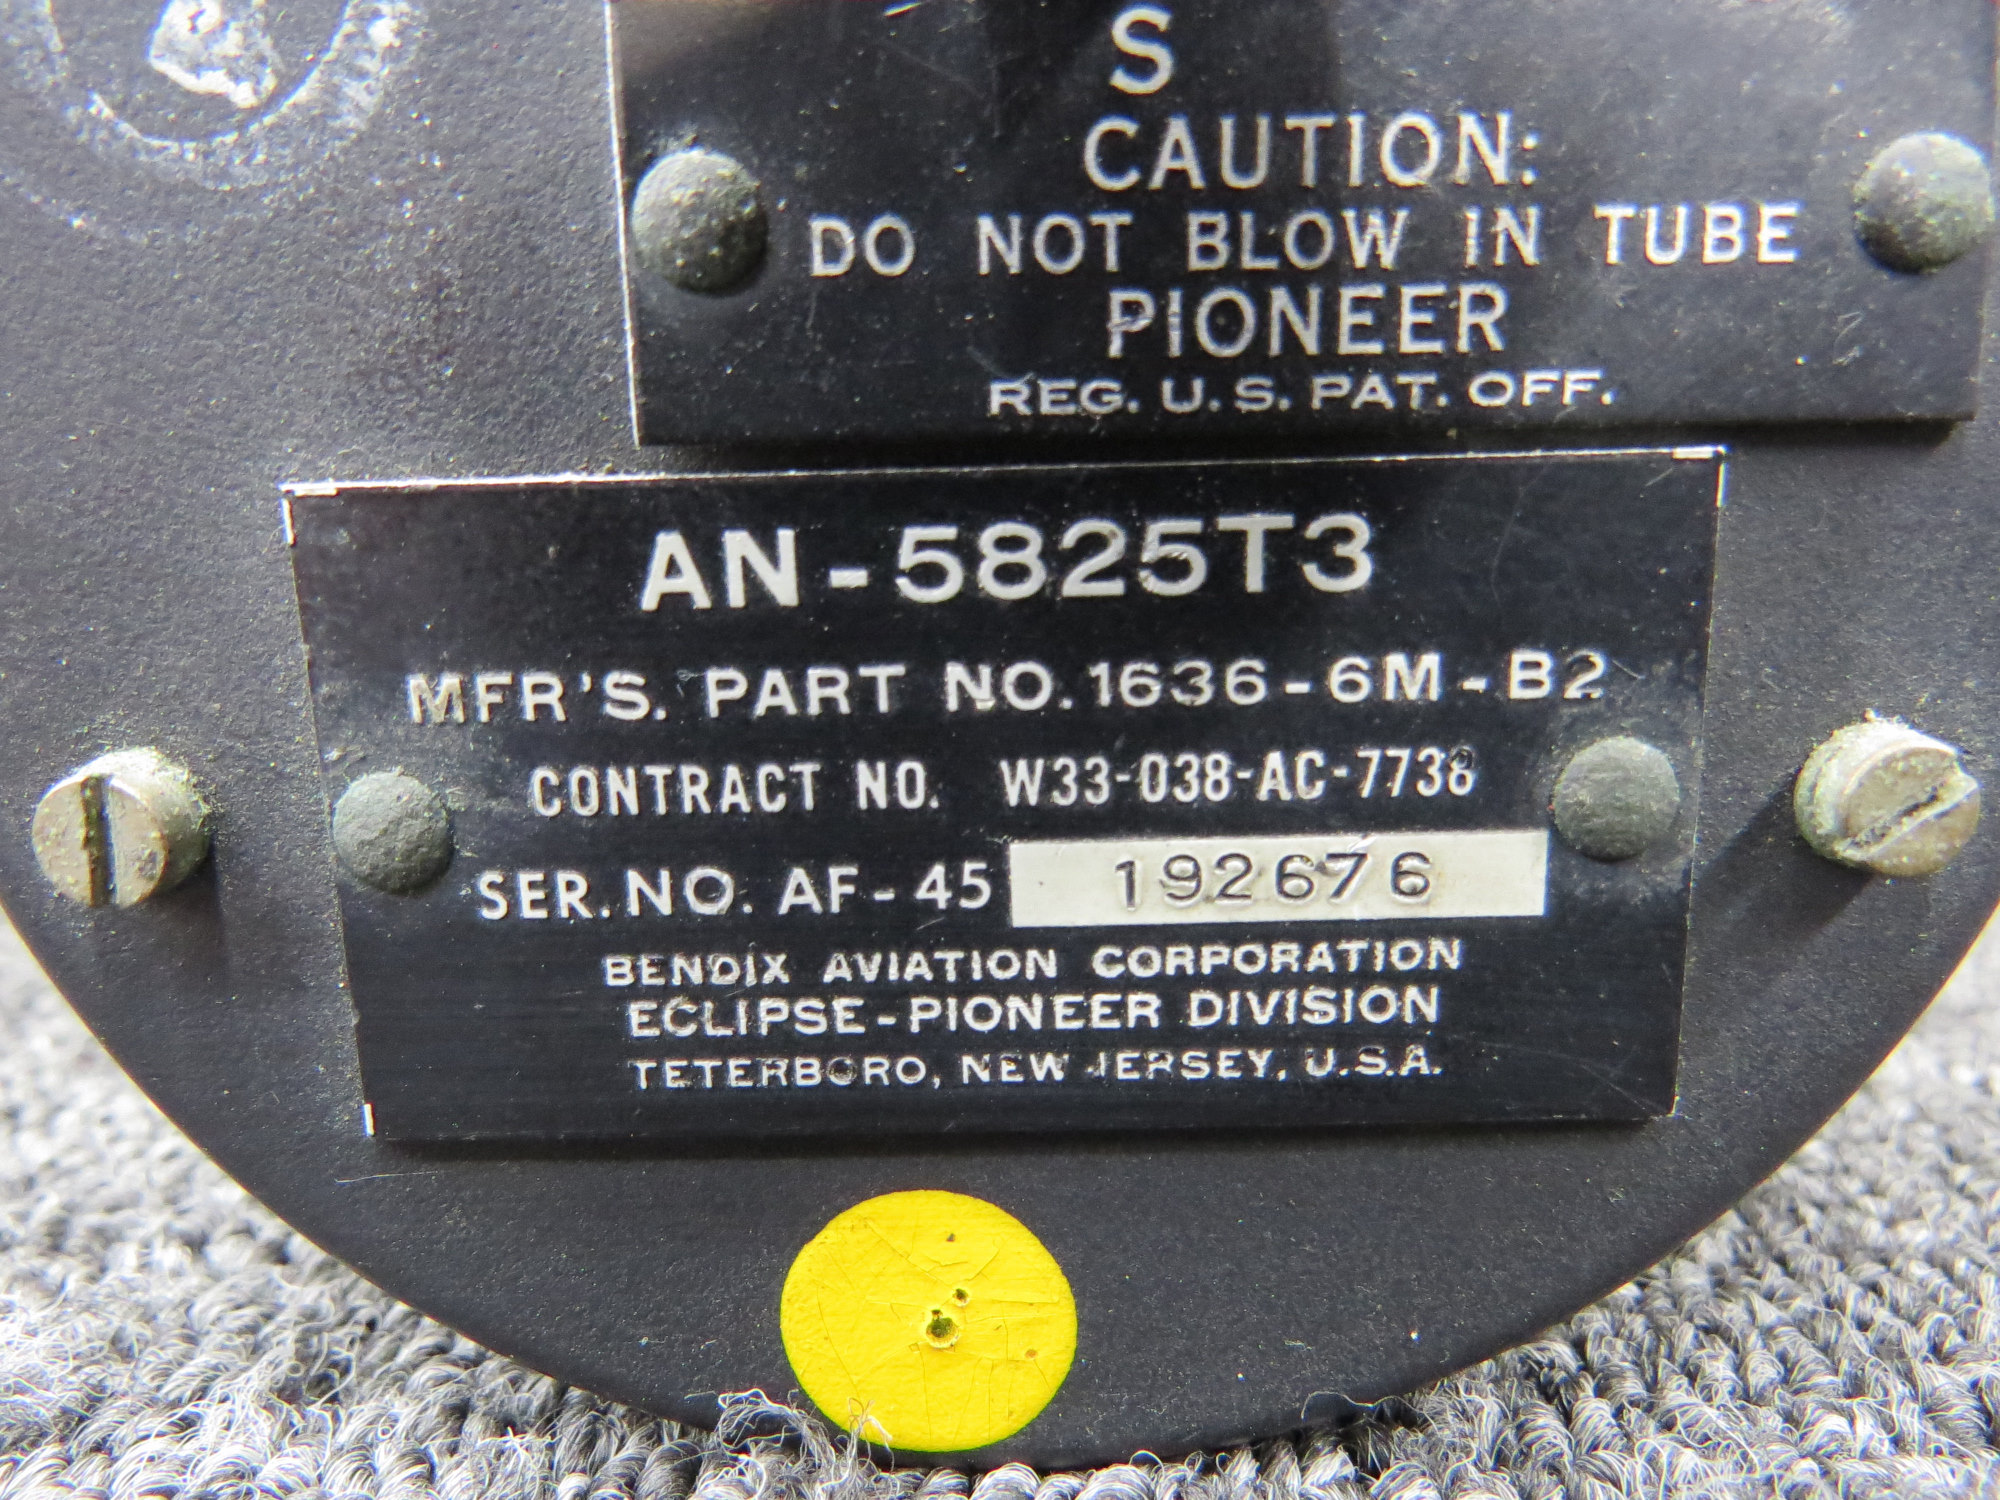 S
CAUTION:
DO NOT BLOW IN TUBE
PIONEER
REG. U.S. PAT. OFF.
AN-5825T3
MFR'S. PART NO. 1636-6M-B2
CONTRACT NO. W33-038-AC-7738
SER. NO. AF-45 192676
BENDIX AVIATION CORPORATION
ECLIPSE-PIONEER DIVISION
TETERBORO, NEW JERSEY, U.S.A.